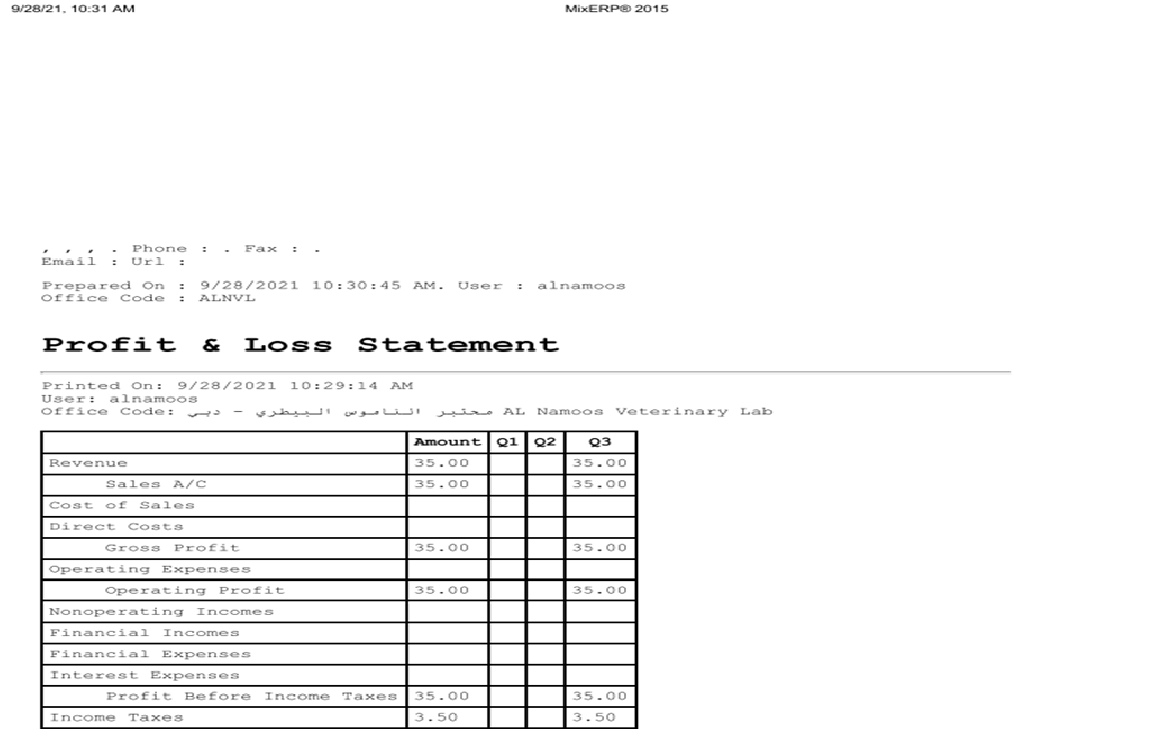 9/28/21, 10:31 AM MixERP® 2015
, , , . Phone : . Fax : .
Email : Url :
Prepared On : 9/28/2021 10:30:45 AM. User : alnamoos
Office Code : ALNVL
Profit & Loss Statement
Printed On: 9/28/2021 10:29:14 AM
User: alnamoos
Office Code: محتبر الناموس البيطري - دبي AL Namoos Veterinary Lab
Amount Q1 Q2 Q3
Revenue 35.00 35.00
Sales A/C 35.00 35.00
Cost of Sales
Direct Costs
Gross Profit 35.00 35.00
Operating Expenses
Operating Profit 35.00 35.00
Nonoperating Incomes
Financial Incomes
Financial Expenses
Interest Expenses
Profit Before Income Taxes 35.00 35.00
Income Taxes 3.50 3.50